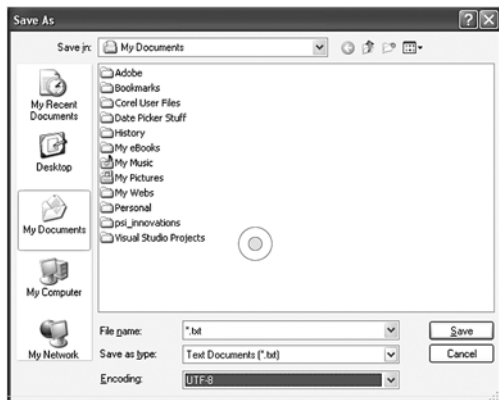 Save As
Save in:
My Documents
My Recent
Documents
Desktop
My Documents
My Computer
My Network
Adobe
Bookmarks
Corel User Files
Date Picker Stuff
History
My eBooks
My Music
My Pictures
My Webs
Personal
psi_innovations
Visual Studio Projects
File name:
*.txt
Save
Save as type:
Text Documents (*.txt)
Cancel
Encoding:
UTF-8